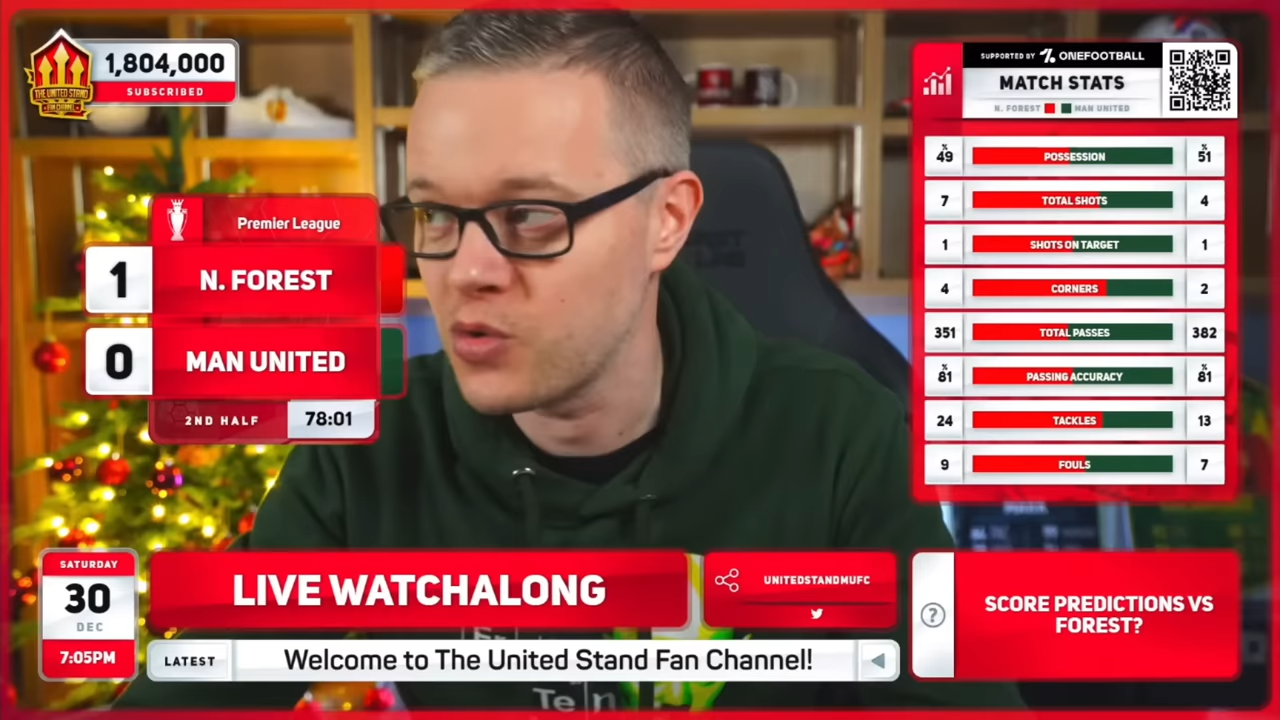 1,804,000
SUBSCRIBED
THE UNITED STAND
FAN CHANNEL
Premier League
1 N. FOREST
0 MAN UNITED
2ND HALF 78:01
SUPPORTED BY ONEFOOTBALL
MATCH STATS
N. FOREST MAN UNITED
% %
49 POSSESSION 51
7 TOTAL SHOTS 4
1 SHOTS ON TARGET 1
4 CORNERS 2
351 TOTAL PASSES 382
% %
81 PASSING ACCURACY 81
24 TACKLES 13
9 FOULS 7
SATURDAY
30
DEC
7:05PM
LIVE WATCHALONG
UNITEDSTANDMUFC
LATEST
Welcome to The United Stand Fan Channel!
?
SCORE PREDICTIONS VS
FOREST?
Te n